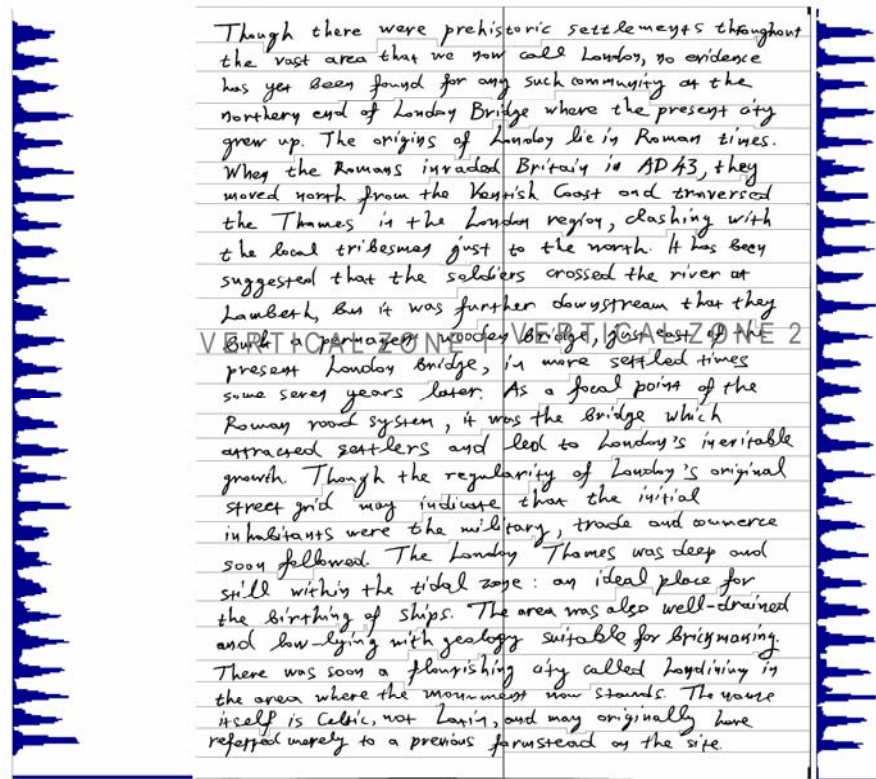 Though there were prehistoric settlements throughout
the vast area that we now call London, no evidence
has yet been found for any such community at the
northern end of London Bridge where the present city
grew up. The origins of London lie in Roman times.
When the Romans invaded Britain in AD 43, they
moved north from the Kentish Coast and traversed
the Thames in the London region, clashing with
the local tribesmen just to the north. It has been
suggested that the soldiers crossed the river at
Lambeth, but it was further downstream that they
built a permanent wooden bridge, just east of the
VERTICAL ZONE 1 VERTICAL ZONE 2
present London Bridge, in more settled times
some seven years later. As a focal point of the
Roman road system, it was the bridge which
attracted settlers and led to London's inevitable
growth. Though the regularity of London's original
street grid may indicate that the initial
inhabitants were the military, trade and commerce
soon followed. The London Thames was deep and
still within the tidal zone: an ideal place for
the birthing of ships. The area was also well-drained
and low-lying with geology suitable for brickmaking.
There was soon a flourishing city called Londinium in
the area where the monument now stands. The name
itself is Celtic, not Latin, and may originally have
referred merely to a previous farmstead on the site.